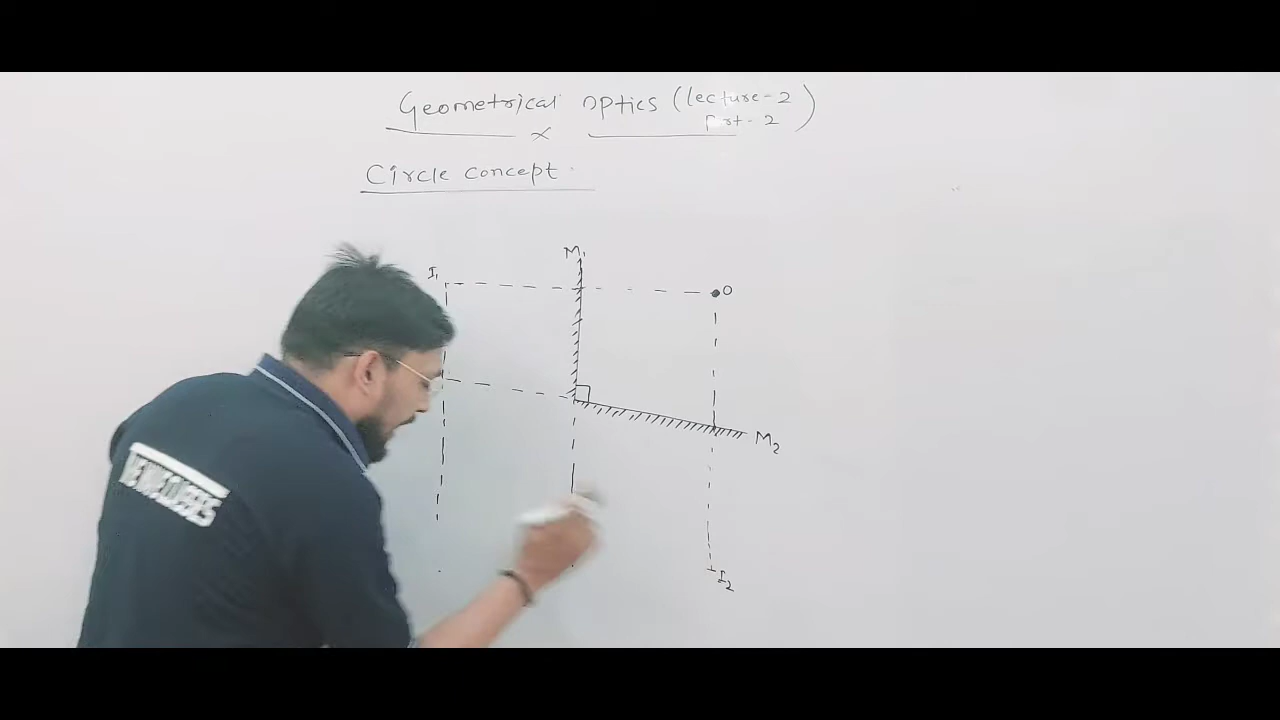 Geometrical Optics (Lecture-2
Part-2)
Circle concept
M₁
I₁
O
M₂
I₂